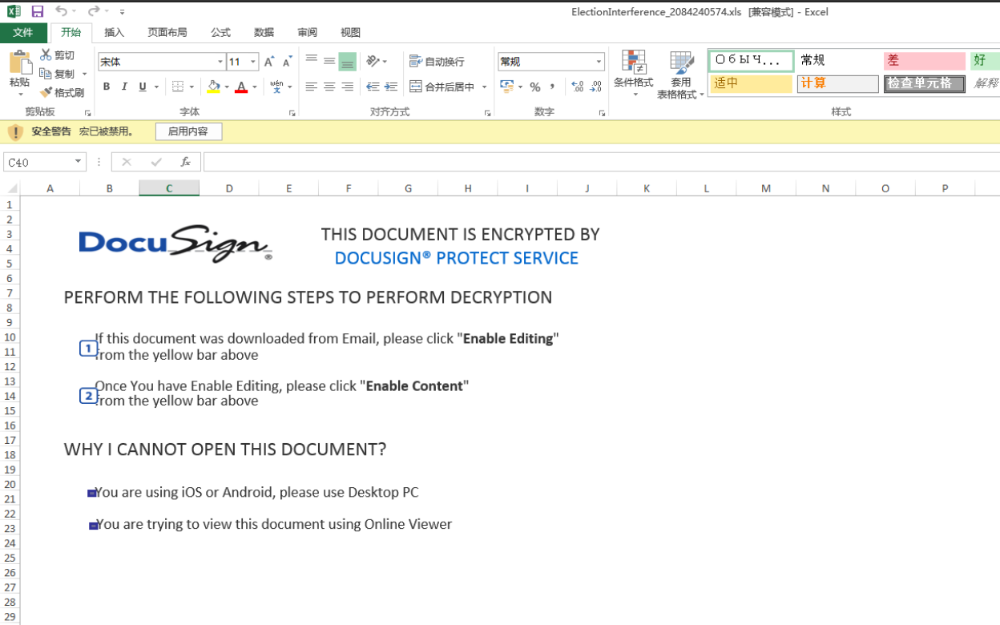 ElectionInterference_2084240574.xls [兼容模式] - Excel
文件 开始 插入 页面布局 公式 数据 审阅 视图
粘贴 剪切 复制 格式刷
宋体 11 A A
B I U A wén 文
自动换行
合并后居中
常规
% , .00 .0
条件格式 套用 表格格式
Обыч... 常规 差 好
适中 计算 检查单元格 解释
剪贴板 字体 对齐方式 数字 样式
! 安全警告 宏已被禁用。 启用内容
C40 fx
A B C D E F G H I J K L M N O P
1
2
3
4
5
6
7
8
9
10
11
12
13
14
15
16
17
18
19
20
21
22
23
24
25
26
27
28
29
DocuSign®
THIS DOCUMENT IS ENCRYPTED BY
DOCUSIGN® PROTECT SERVICE
PERFORM THE FOLLOWING STEPS TO PERFORM DECRYPTION
1 If this document was downloaded from Email, please click "Enable Editing"
from the yellow bar above
2 Once You have Enable Editing, please click "Enable Content"
from the yellow bar above
WHY I CANNOT OPEN THIS DOCUMENT?
You are using iOS or Android, please use Desktop PC
You are trying to view this document using Online Viewer